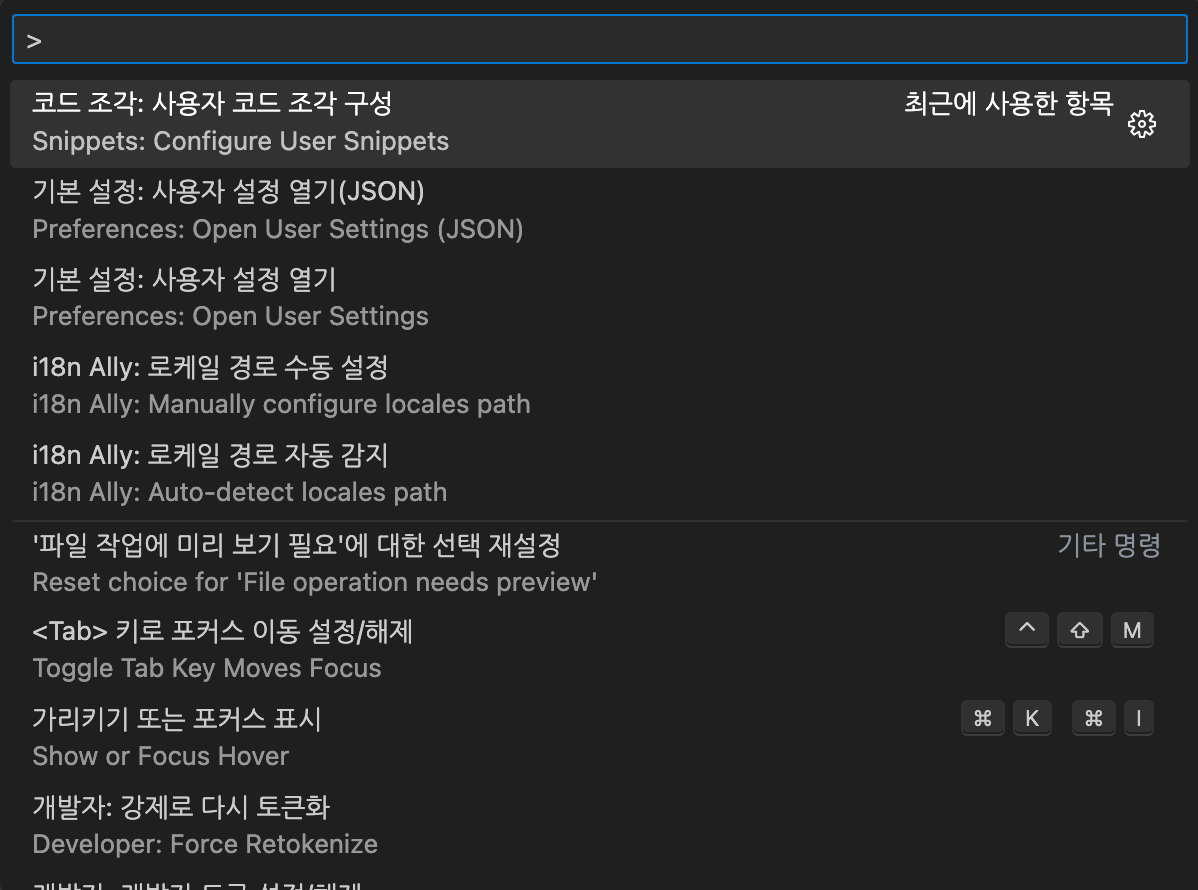 >
코드 조각: 사용자 코드 조각 구성 최근에 사용한 항목
Snippets: Configure User Snippets
기본 설정: 사용자 설정 열기(JSON)
Preferences: Open User Settings (JSON)
기본 설정: 사용자 설정 열기
Preferences: Open User Settings
i18n Ally: 로케일 경로 수동 설정
i18n Ally: Manually configure locales path
i18n Ally: 로케일 경로 자동 감지
i18n Ally: Auto-detect locales path
'파일 작업에 미리 보기 필요'에 대한 선택 재설정 기타 명령
Reset choice for 'File operation needs preview'
<Tab> 키로 포커스 이동 설정/해제 ⌃ ⇧ M
Toggle Tab Key Moves Focus
가리키기 또는 포커스 표시 ⌘ K ⌘ I
Show or Focus Hover
개발자: 강제로 다시 토큰화
Developer: Force Retokenize